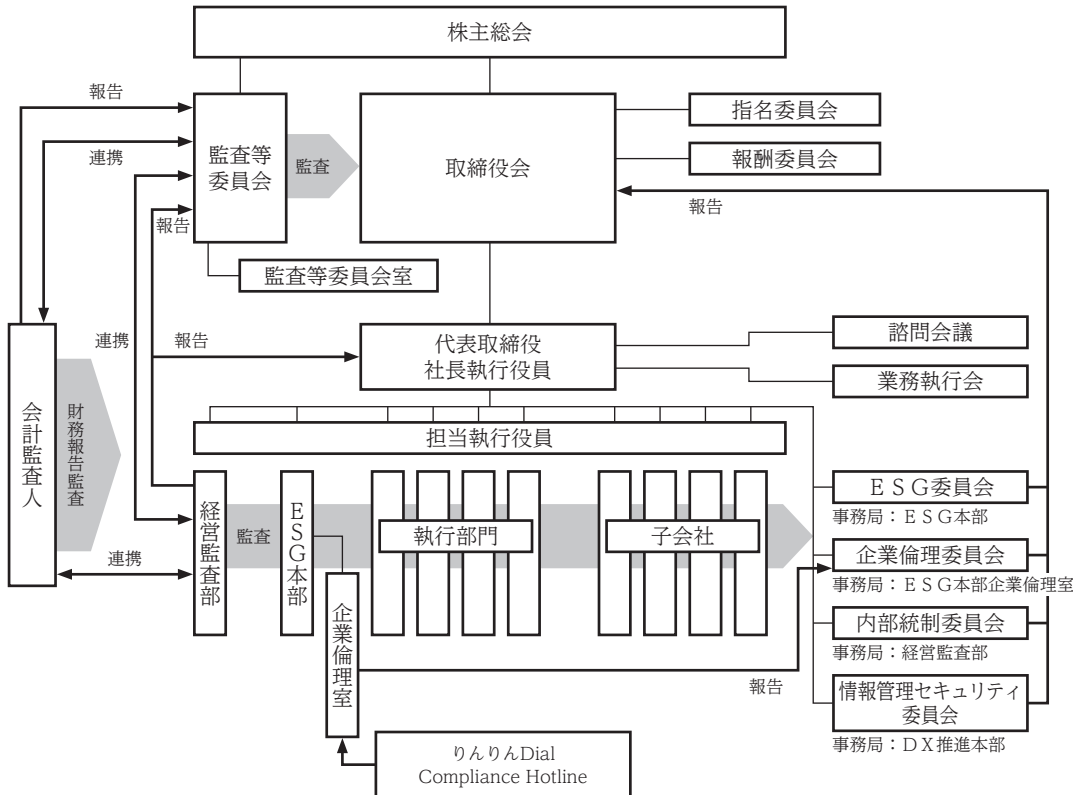 株主総会
報告
指名委員会
連携
監査等
委員会
監査
取締役会
報酬委員会
報告
報告
監査等委員会室
連携
報告
代表取締役
社長執行役員
諮問会議
業務執行会
会計監査人
財務報告監査
担当執行役員
経営監査部
監査
ESG本部
執行部門
子会社
ESG委員会
事務局：ESG本部
企業倫理委員会
事務局：ESG本部企業倫理室
連携
企業倫理室
内部統制委員会
事務局：経営監査部
報告
情報管理セキュリティ
委員会
事務局：DX推進本部
りんりんDial
Compliance Hotline